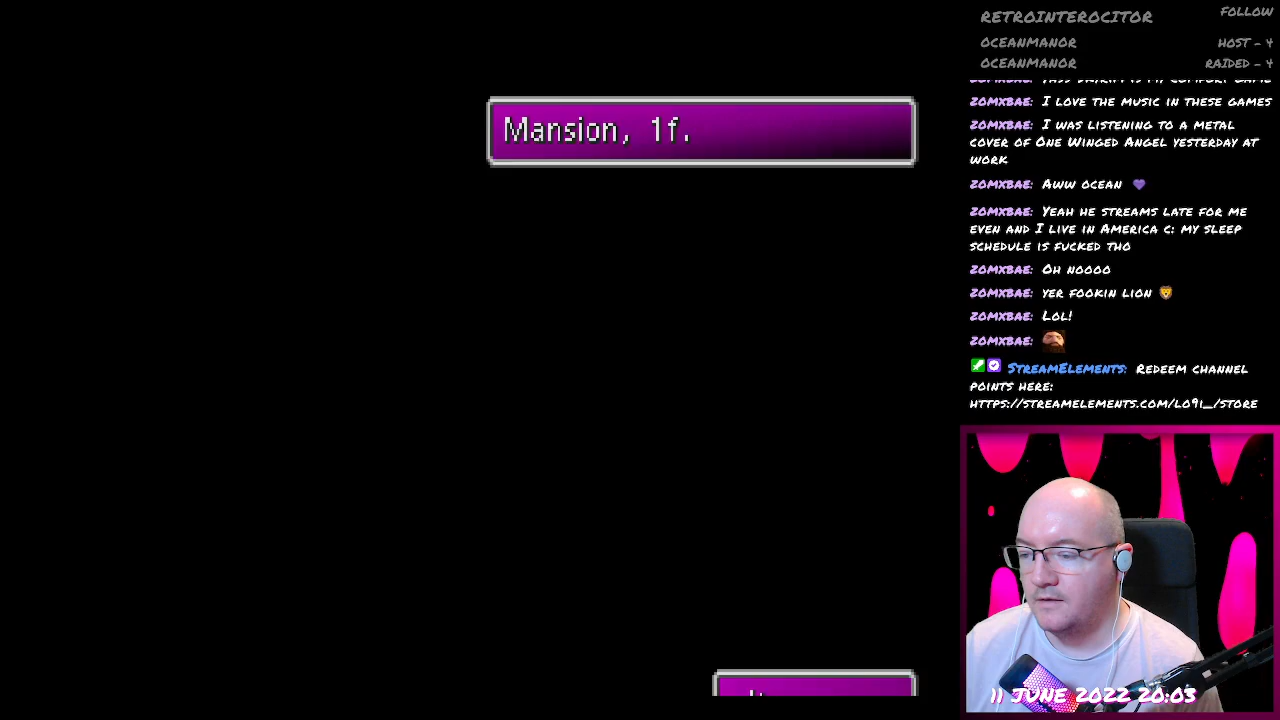 Mansion, 1f.
RETROINTEROCITOR FOLLOW
OCEANMANOR HOST - 4
OCEANMANOR RAIDED - 4
ZOMXBAE: I LOVE THE MUSIC IN THESE GAMES
ZOMXBAE: I WAS LISTENING TO A METAL
COVER OF ONE WINGED ANGEL YESTERDAY AT
WORK
ZOMXBAE: AWW OCEAN 💜
ZOMXBAE: YEAH HE STREAMS LATE FOR ME
EVEN AND I LIVE IN AMERICA C: MY SLEEP
SCHEDULE IS FUCKED THO
ZOMXBAE: OH NOOOO
ZOMXBAE: YER FOOKIN LION 🦁
ZOMXBAE: LOL!
ZOMXBAE:
STREAMELEMENTS: REDEEM CHANNEL
POINTS HERE:
HTTPS://STREAMELEMENTS.COM/LO91_/STORE
11 JUNE 2022 20:03